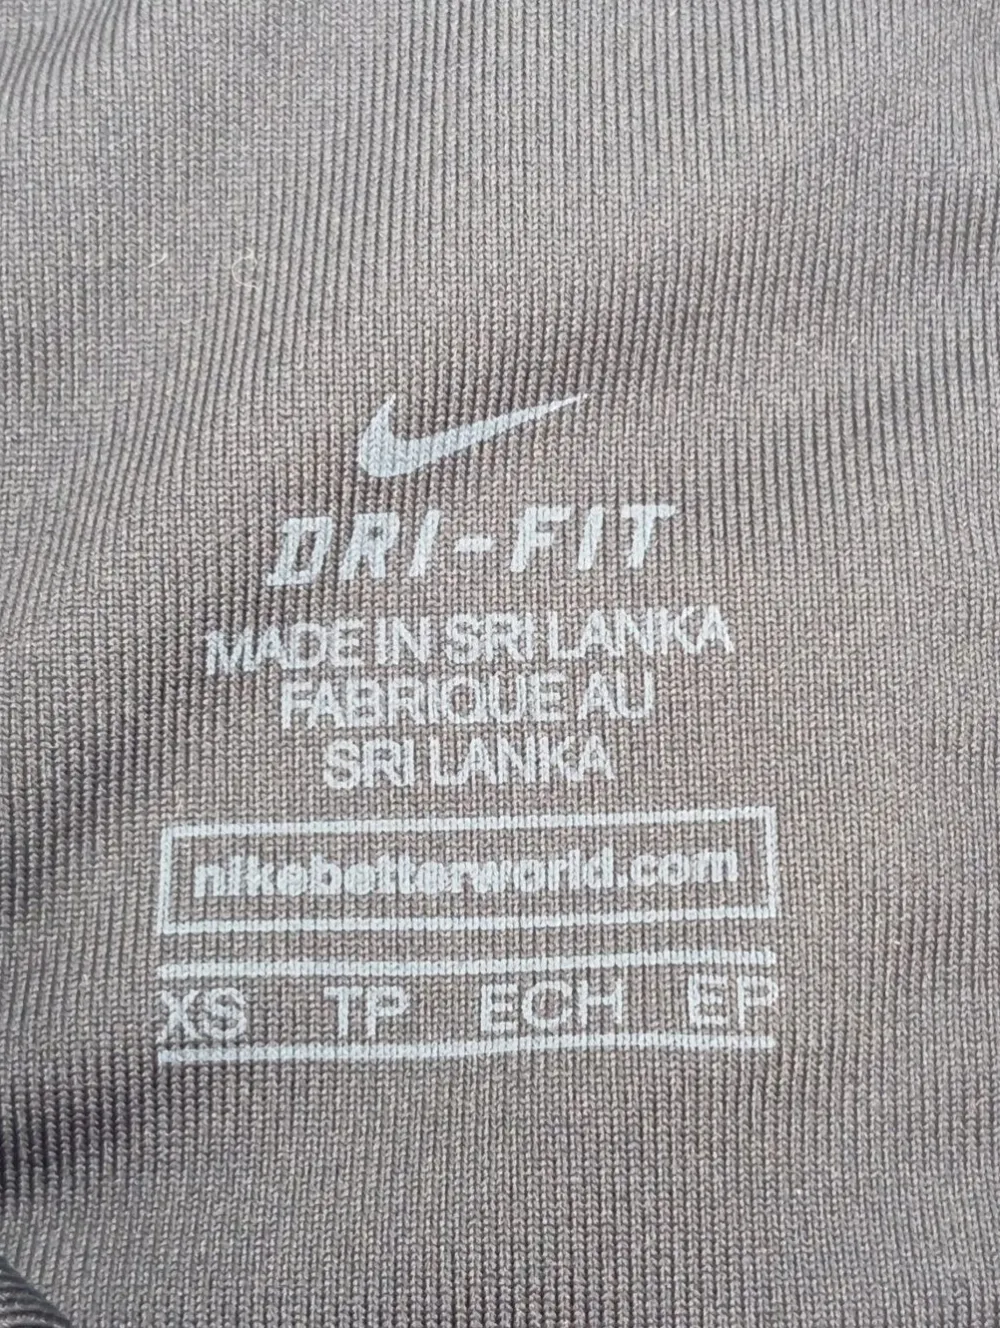 DRI-FIT
MADE IN SRI LANKA
FABRIQUE AU
SRI LANKA
nikebetterworld.com
XS TP ECH EP